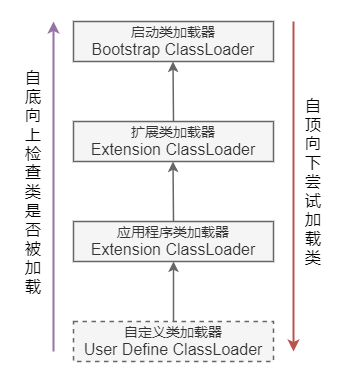 启动类加载器
Bootstrap ClassLoader
扩展类加载器
Extension ClassLoader
应用程序类加载器
Extension ClassLoader
自定义类加载器
User Define ClassLoader
自底向上检查类是否被加载
自顶向下尝试加载类